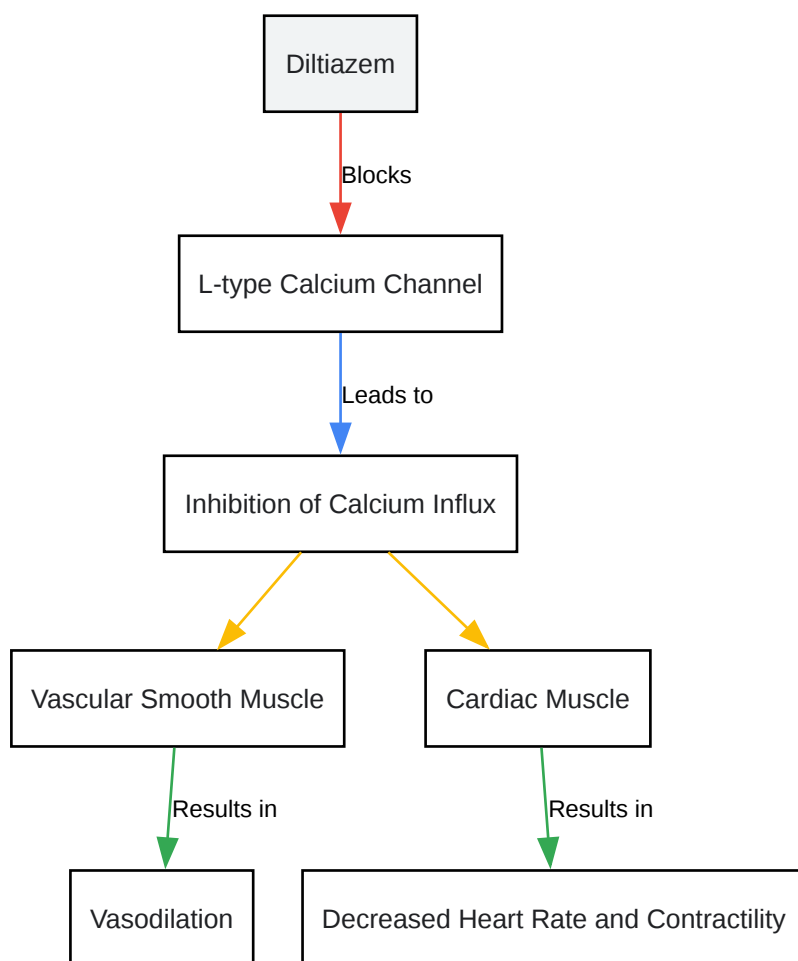 Diltiazem
Blocks
L-type Calcium Channel
Leads to
Inhibition of Calcium Influx
Vascular Smooth Muscle
Cardiac Muscle
Results in
Results in
Vasodilation
Decreased Heart Rate and Contractility